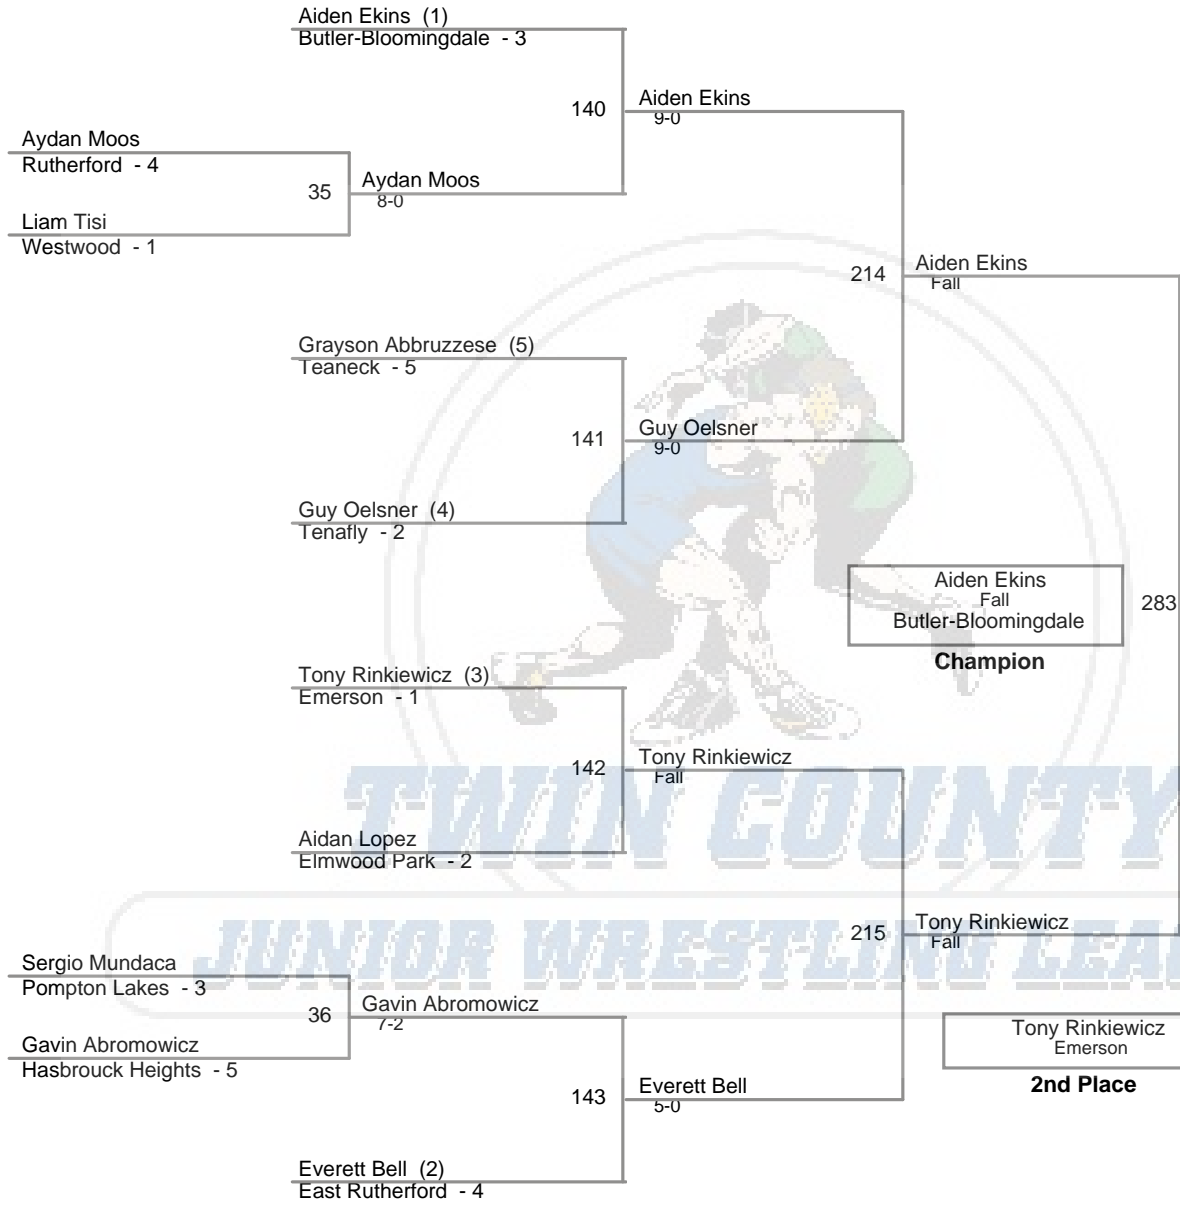 Aiden Ekins (1)
Butler-Bloomingdale - 3
140
Aiden Ekins
9-0
Aydan Moos
Rutherford - 4
35
Aydan Moos
8-0
Liam Tisi
Westwood - 1
214
Aiden Ekins
Fall
Grayson Abbruzzese (5)
Teaneck - 5
141
Guy Oelsner
9-0
Guy Oelsner (4)
Tenafly - 2
Aiden Ekins
Fall
Butler-Bloomingdale
283
Champion
Tony Rinkiewicz (3)
Emerson - 1
142
Tony Rinkiewicz
Fall
Aidan Lopez
Elmwood Park - 2
TWIN COUNTY
JUNIOR WRESTLING LEA
215
Tony Rinkiewicz
Fall
Sergio Mundaca
Pompton Lakes - 3
36
Gavin Abromowicz
7-2
Gavin Abromowicz
Hasbrouck Heights - 5
Tony Rinkiewicz
Emerson
2nd Place
143
Everett Bell
5-0
Everett Bell (2)
East Rutherford - 4